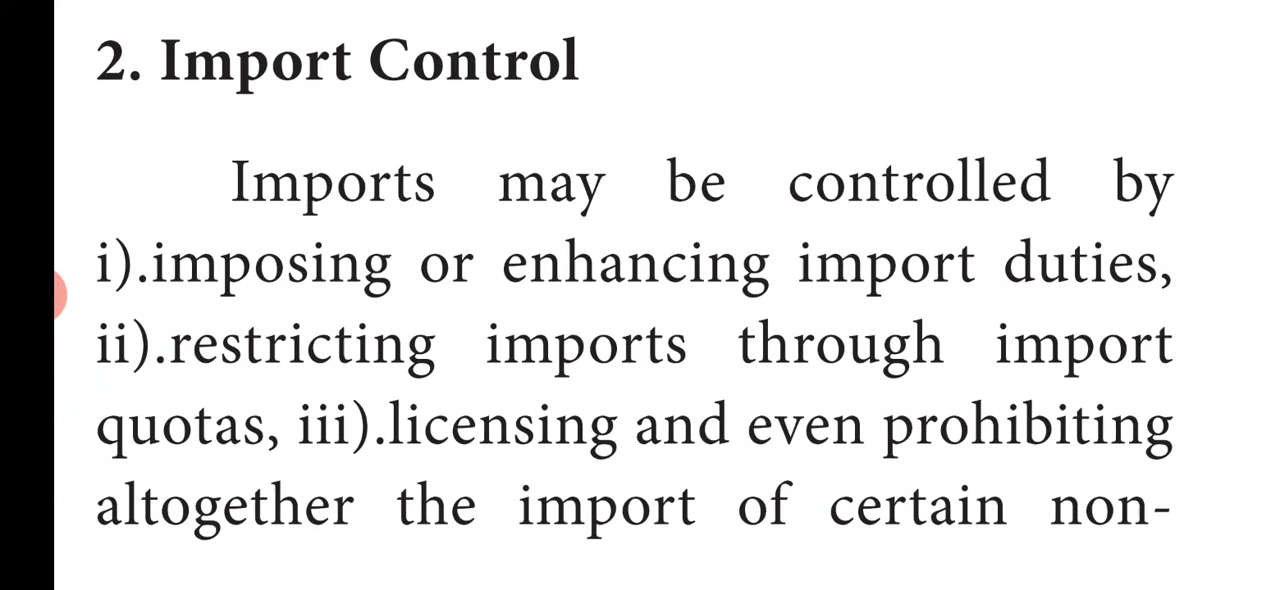 2. Import Control
Imports may be controlled by
i).imposing or enhancing import duties,
ii).restricting imports through import
quotas, iii).licensing and even prohibiting
altogether the import of certain non-